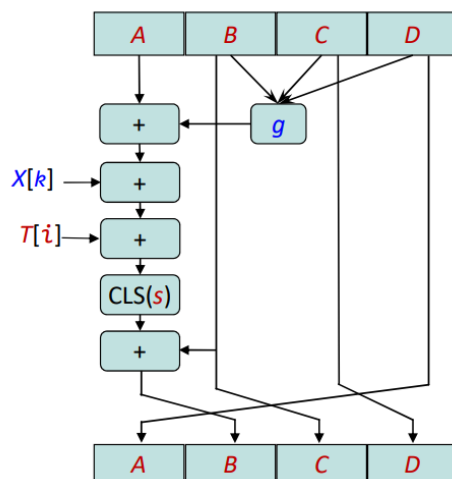 A B C D
+ g
X[k] +
T[i] +
CLS(s)
+
A B C D